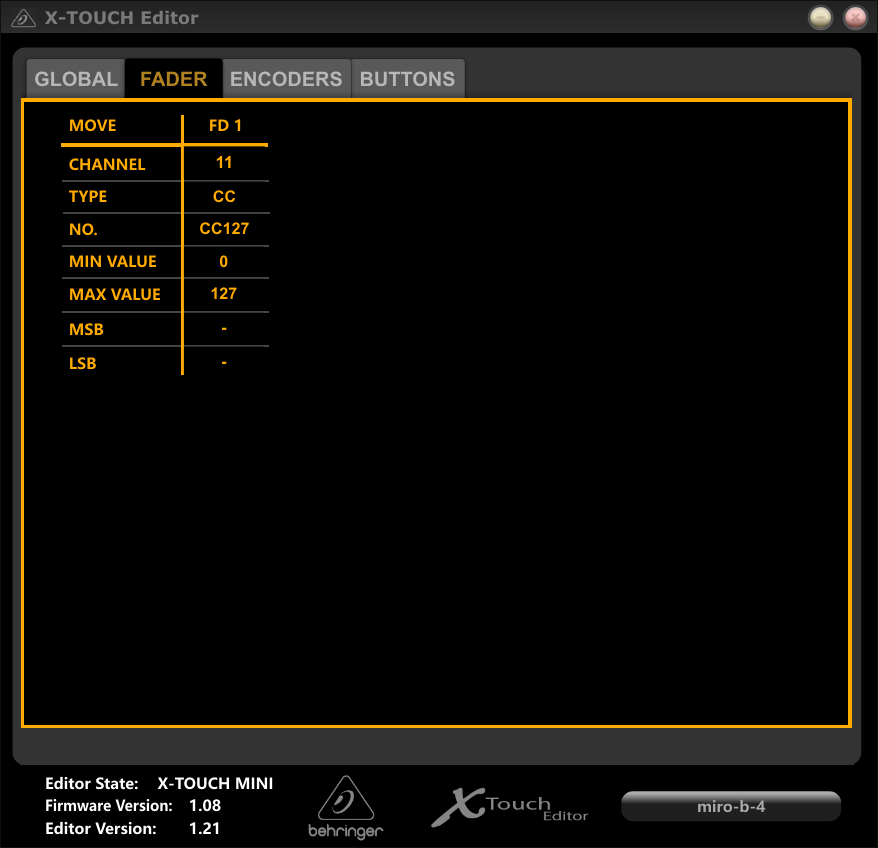 X-TOUCH Editor
GLOBAL FADER ENCODERS BUTTONS
MOVE FD 1
CHANNEL 11
TYPE CC
NO. CC127
MIN VALUE 0
MAX VALUE 127
MSB -
LSB -
Editor State: X-TOUCH MINI
Firmware Version: 1.08
Editor Version: 1.21
behringer
X Touch Editor
miro-b-4